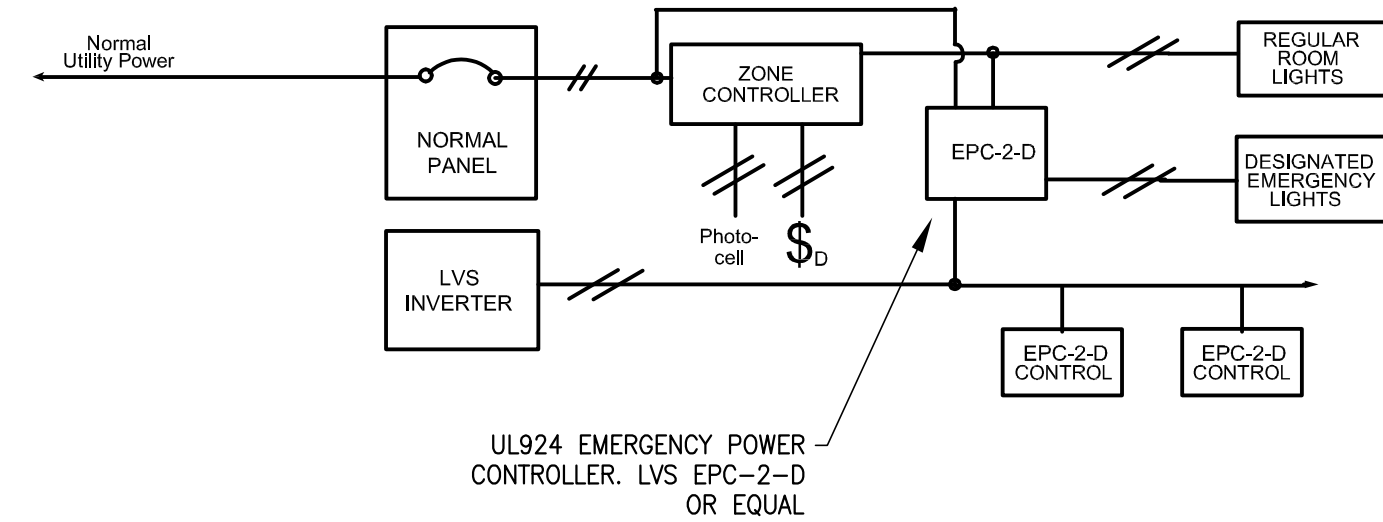 Normal
Utility Power
NORMAL
PANEL
ZONE
CONTROLLER
REGULAR
ROOM
LIGHTS
EPC-2-D
DESIGNATED
EMERGENCY
LIGHTS
Photo-
cell
$D
LVS
INVERTER
EPC-2-D
CONTROL
EPC-2-D
CONTROL
UL924 EMERGENCY POWER
CONTROLLER. LVS EPC-2-D
OR EQUAL